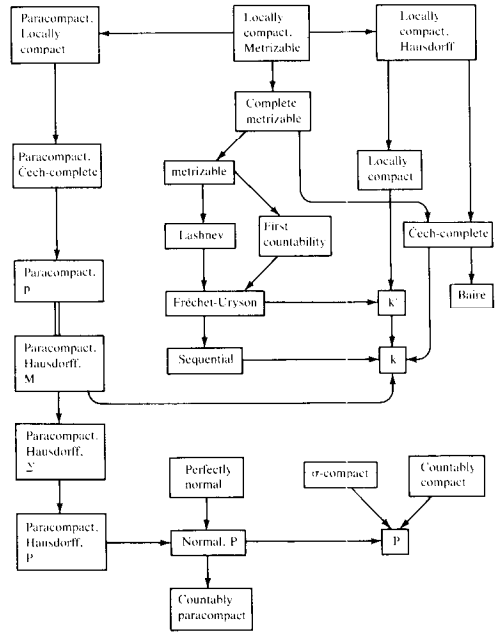 Paracompact.
Locally
compact
Locally
compact.
Metrizable
Locally
compact.
Hausdorff
Complete
metrizable
Paracompact.
Čech-complete
metrizable
Locally
compact
Lashnev
First
countability
Čech-complete
Paracompact.
p
Fréchet-Uryson
k'
Baire
Paracompact.
Hausdorff.
M
Sequential
k
Paracompact.
Hausdorff.
Σ
Perfectly
normal
σ-compact
Countably
compact
Paracompact.
Hausdorff.
P
Normal. P
P
Countably
paracompact